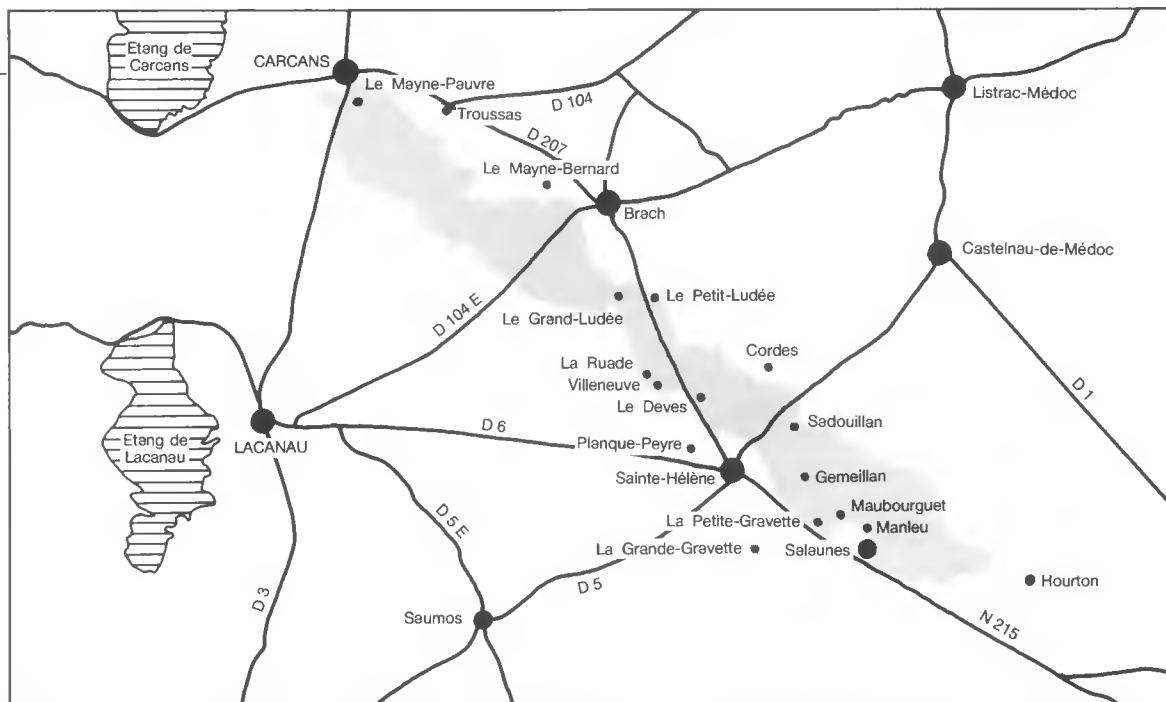 Etang de
Carcans
CARCANS
Le Mayne-Pauvre
Troussas
D 104
Listrac-Médoc
D 207
Le Mayne-Bernard
Brach
Castelnau-de-Médoc
D 104 E
Le Petit-Ludée
Le Grand-Ludée
Cordes
La Ruade
Villeneuve
Le Deves
D 1
Etang de
Lacanau
LACANAU
D 6
Sadouillan
Planque-Peyre
Sainte-Hélène
Gemeillan
D 5 E
Maubourguet
La Petite-Gravette
Manleu
La Grande-Gravette
Salaunes
D 3
D 5
Hourton
Saumos
N 215